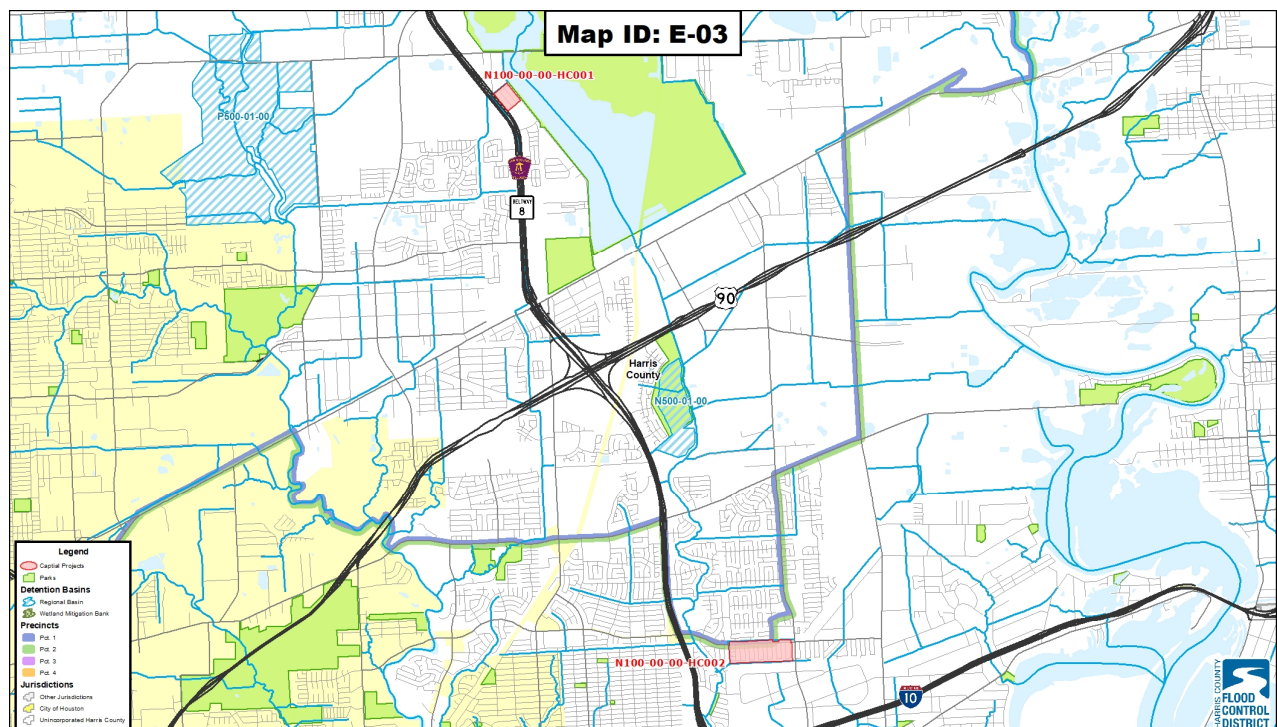 Map ID: E-03
N100-00-00-HC001
P500-01-00
BELTWAY
8
90
Harris
County
N500-01-00
N100-00-00-HC002
10
Legend
Captial Projects
Parks
Detention Basins
Regional Basin
Wetland Mitigation Bank
Precincts
Pct. 1
Pct. 2
Pct. 3
Pct. 4
Jurisdictions
Other Jurisdictions
City of Houston
Unincorporated Harris County
HARRIS COUNTY
FLOOD
CONTROL
DISTRICT